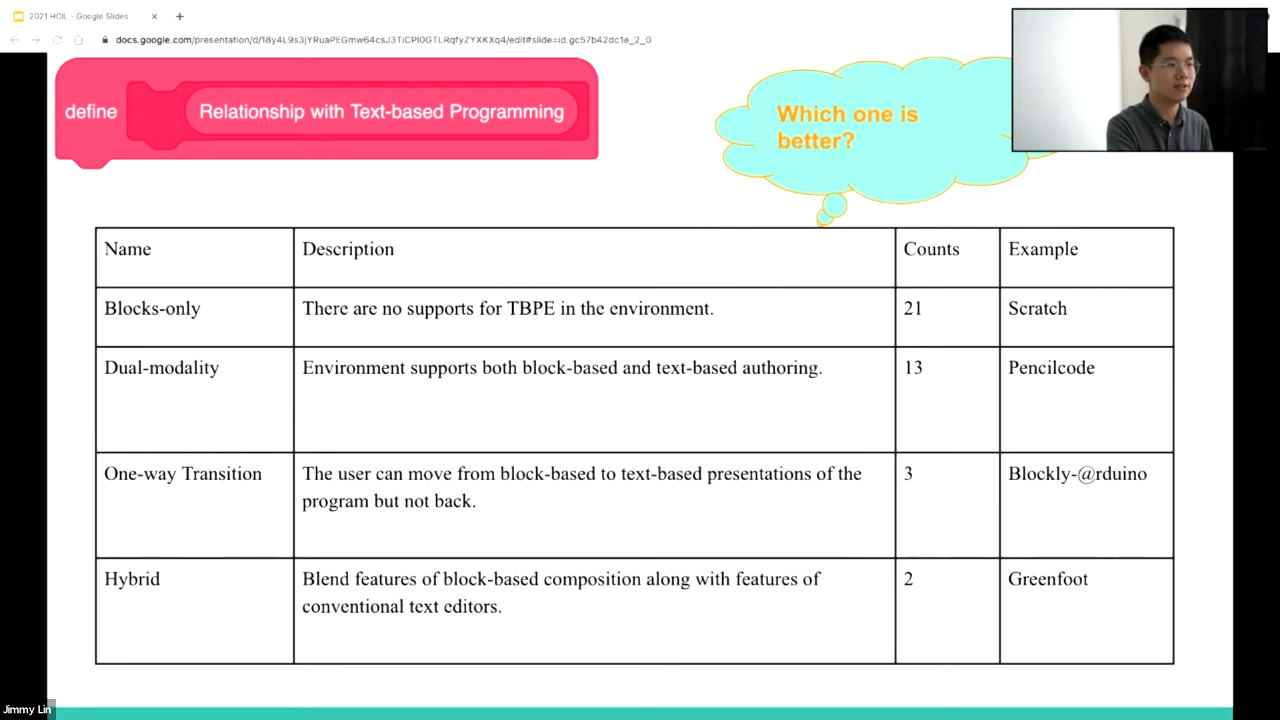 2021 HCIL - Google Slides
docs.google.com/presentation/d/18y4L9s3jYRuaPEGmw64csJ3TiCPI0GTLRqfyZYXKXq4/edit#slide=id.gc57b42dc1e_2_0
define Relationship with Text-based Programming
Which one is
better?
Name Description Counts Example
Blocks-only There are no supports for TBPE in the environment. 21 Scratch
Dual-modality Environment supports both block-based and text-based authoring. 13 Pencilcode
One-way Transition The user can move from block-based to text-based presentations of the 3 Blockly-@rduino
program but not back.
Hybrid Blend features of block-based composition along with features of 2 Greenfoot
conventional text editors.
Jimmy Lin